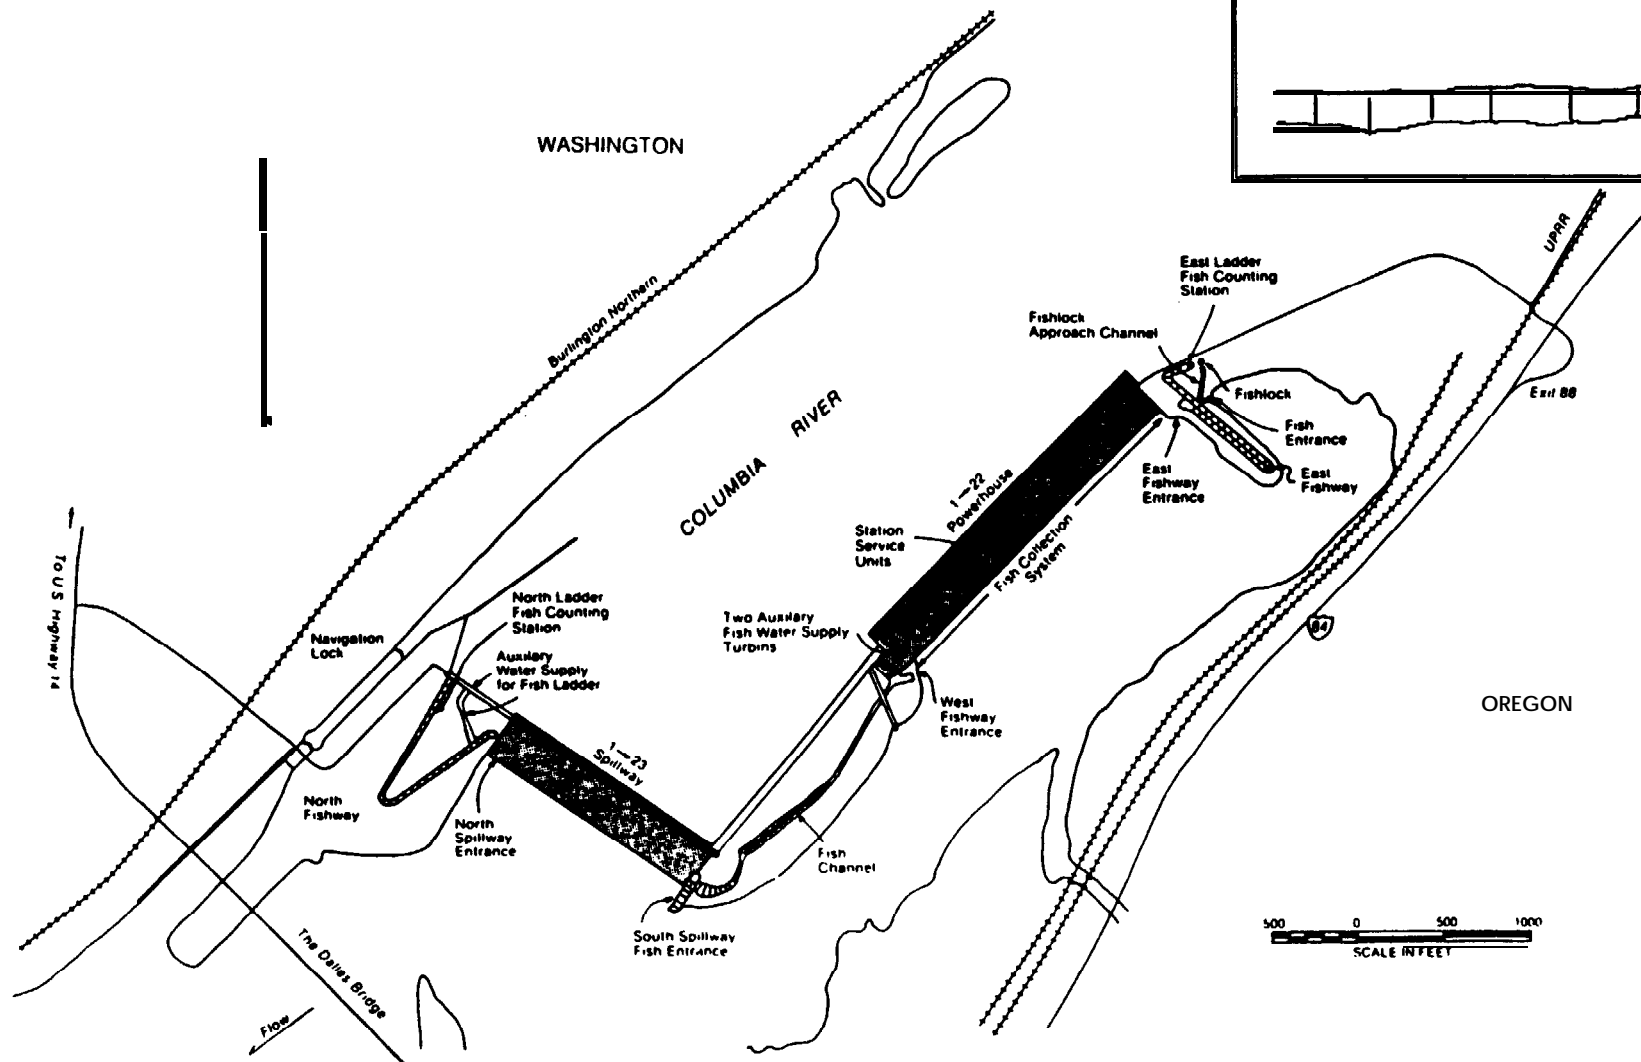 WASHINGTON
Burlington Northern
UPRR
East Ladder
Fish Counting
Station
Fishlock
Approach Channel
Exit 88
Fishlock
Fish
Entrance
East
Fishway
East
Fishway
Entrance
COLUMBIA RIVER
1—22
Powerhouse
Fish Collection
System
Station
Service
Units
84
To U S Highway 14
North Ladder
Fish Counting
Station
Navigation
Lock
Auxilary
Water Supply
for Fish Ladder
Two Auxilary
Fish Water Supply
Turbins
OREGON
West
Fishway
Entrance
1—23
Spillway
North
Fishway
North
Spillway
Entrance
Fish
Channel
South Spillway
Fish Entrance
The Dalles Bridge
Flow
500 0 500 1000
SCALE IN FEET